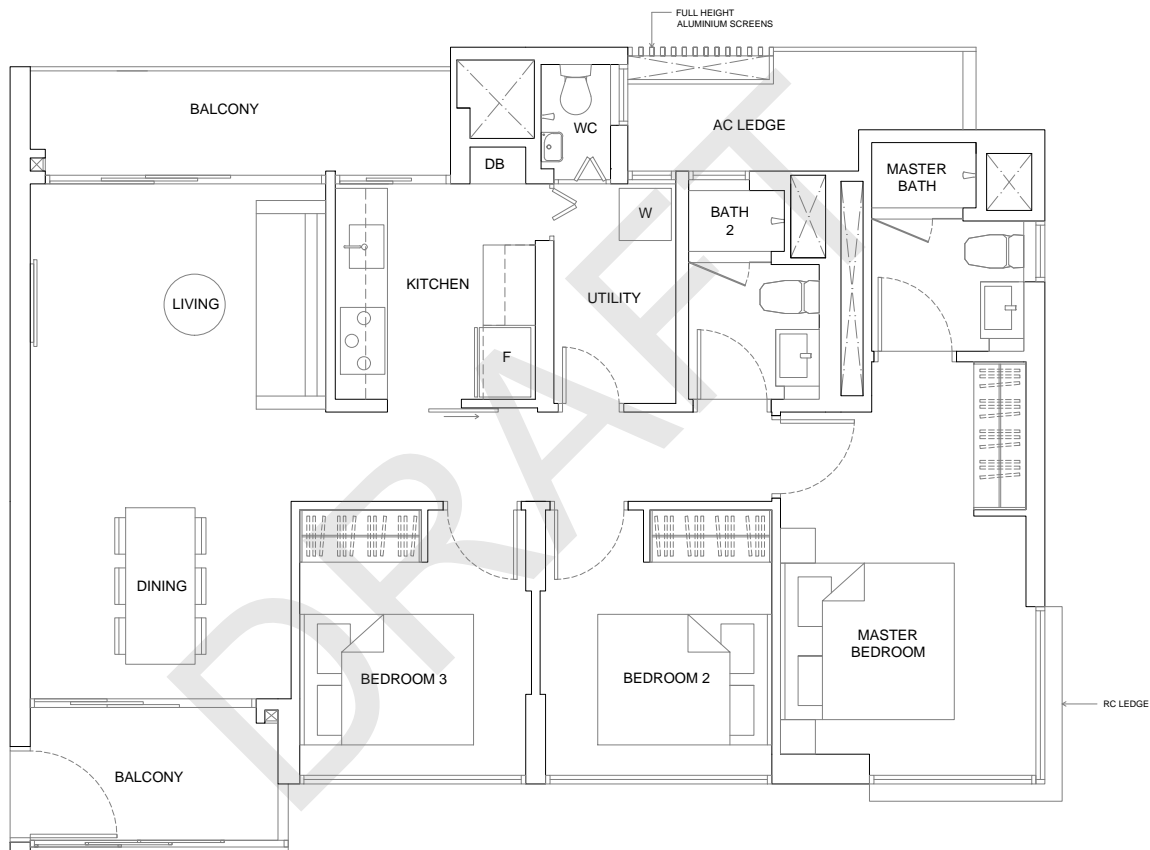 FULL HEIGHT
ALUMINIUM SCREENS
BALCONY
WC
AC LEDGE
DB
MASTER
BATH
W
BATH
2
KITCHEN
UTILITY
LIVING
F
DINING
MASTER
BEDROOM
BEDROOM 3
BEDROOM 2
RC LEDGE
BALCONY
DRAFT